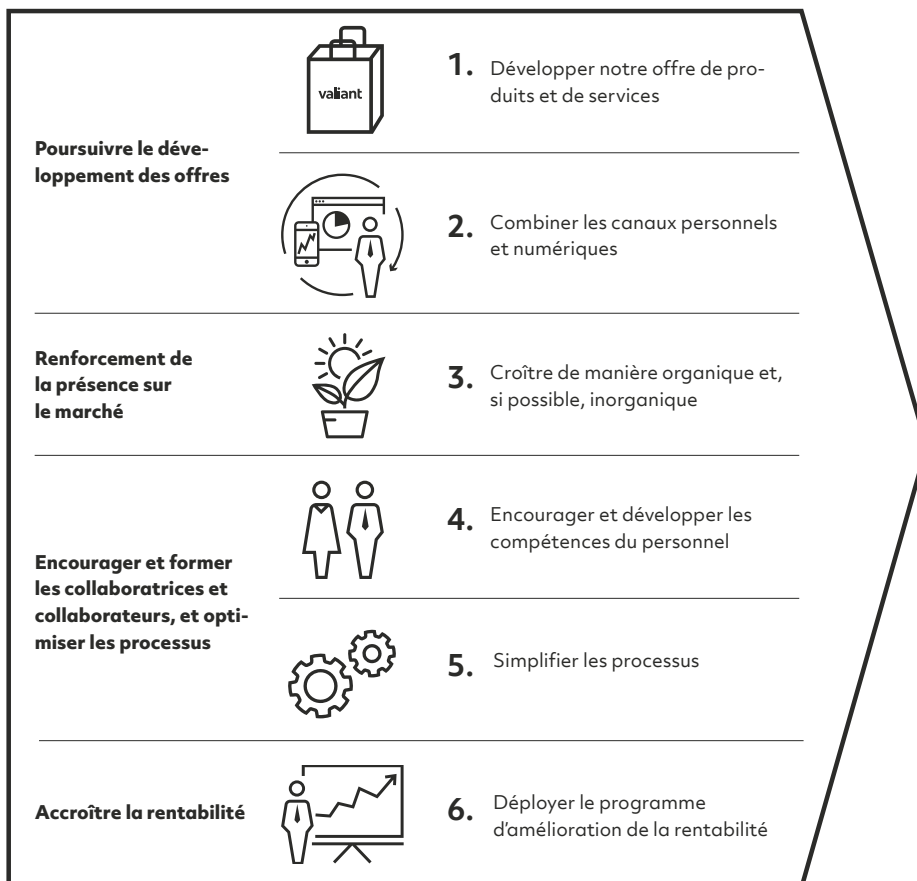 Poursuivre le déve-
loppement des offres
valiant
1. Développer notre offre de pro-
duits et de services
2. Combiner les canaux personnels
et numériques
Renforcement de
la présence sur
le marché
3. Croître de manière organique et,
si possible, inorganique
Encourager et former
les collaboratrices et
collaborateurs, et opti-
miser les processus
4. Encourager et développer les
compétences du personnel
5. Simplifier les processus
Accroître la rentabilité
6. Déployer le programme
d’amélioration de la rentabilité